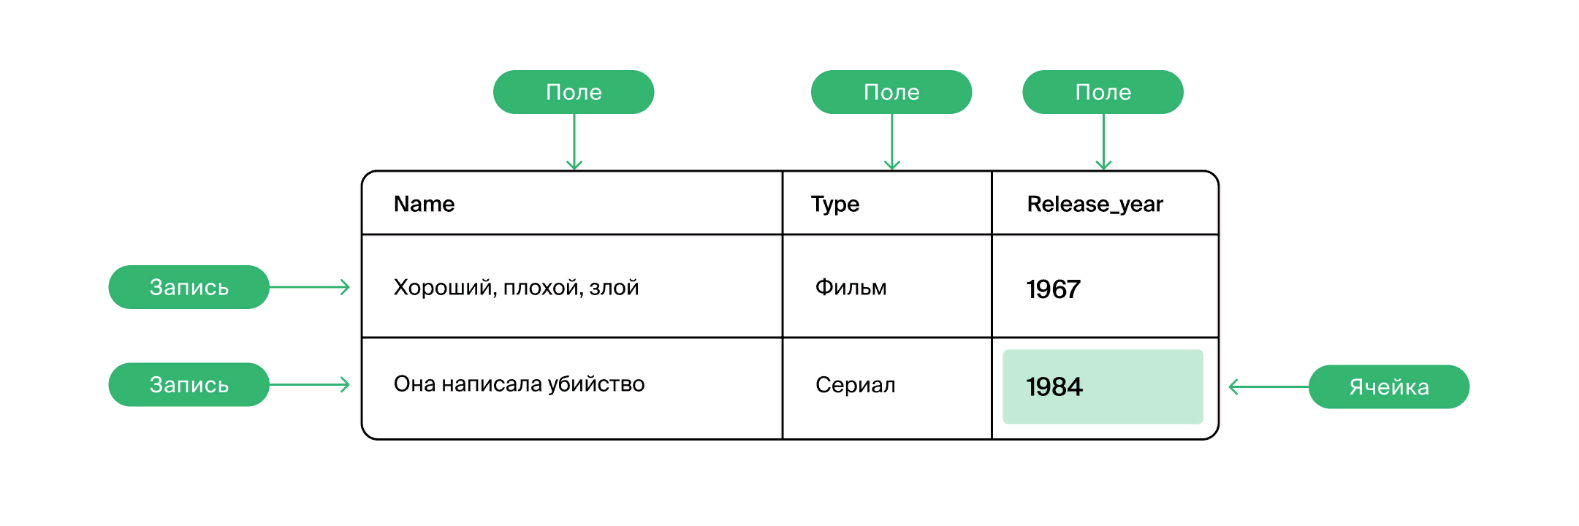 Поле Поле Поле
Name Type Release_year
Запись Хороший, плохой, злой Фильм 1967
Запись Она написала убийство Сериал 1984 Ячейка